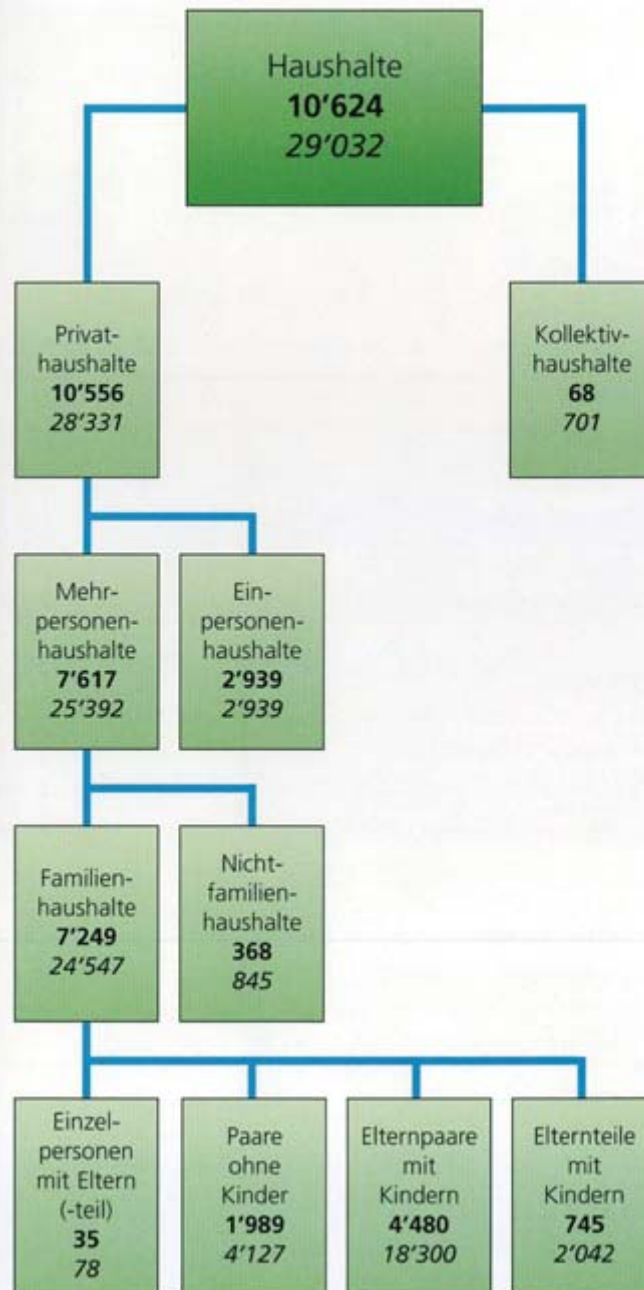 Haushalte
10’624
29’032
Privat-
haushalte
10’556
28’331
Kollektiv-
haushalte
68
701
Mehr-
personen-
haushalte
7’617
25’392
Ein-
personen-
haushalte
2’939
2’939
Familien-
haushalte
7’249
24’547
Nicht-
familien-
haushalte
368
845
Einzel-
personen
mit Eltern
(-teil)
35
78
Paare
ohne
Kinder
1’989
4’127
Elternpaare
mit
Kindern
4’480
18’300
Elternteile
mit
Kindern
745
2’042